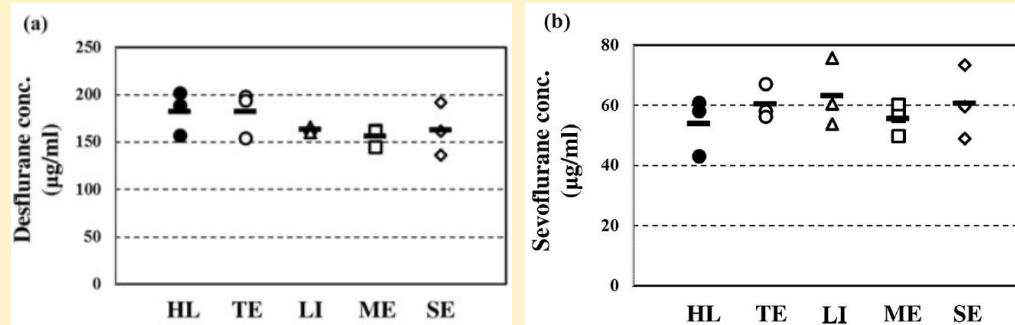 (a)
Desflurane conc.
(μg/ml)
250
200
150
100
50
0
HL TE LI ME SE
(b)
Sevoflurane conc.
(μg/ml)
80
60
40
20
0
HL TE LI ME SE